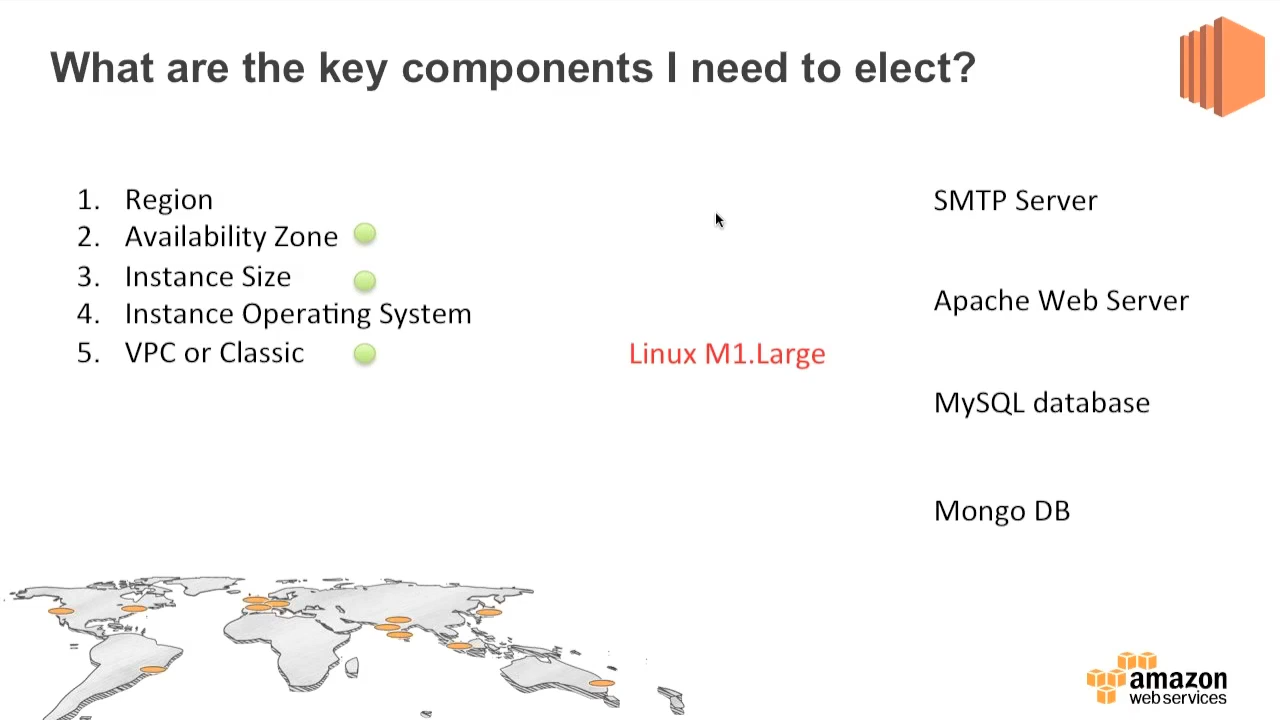 What are the key components I need to elect?
1. Region
2. Availability Zone
3. Instance Size
4. Instance Operating System
5. VPC or Classic
Linux M1.Large
SMTP Server
Apache Web Server
MySQL database
Mongo DB
amazon
web services